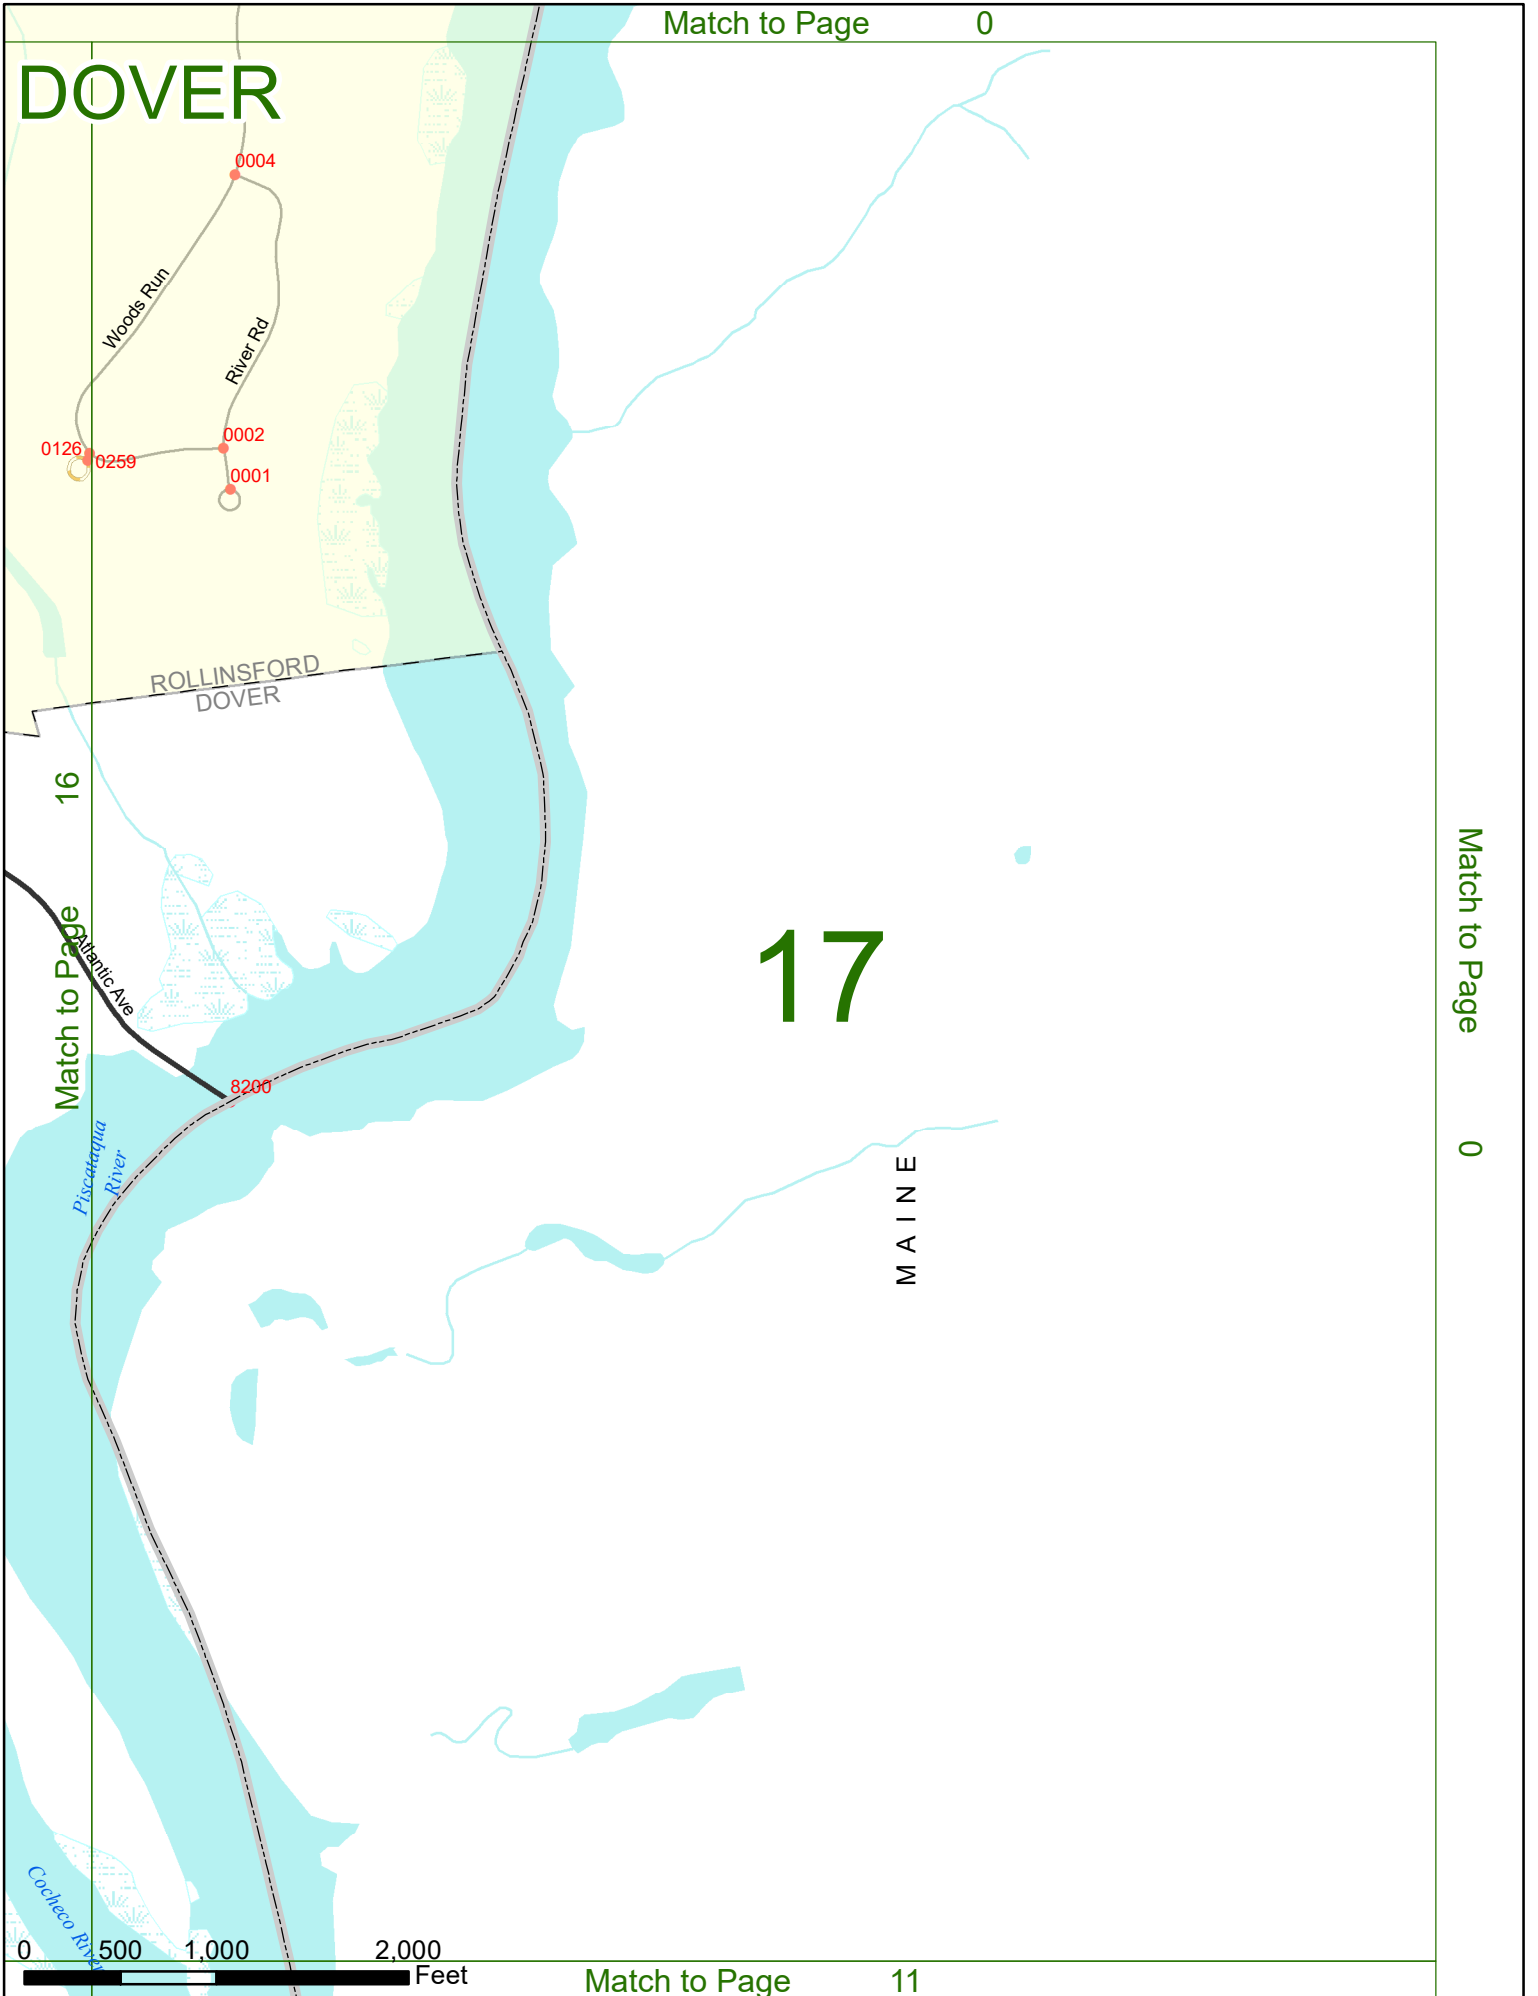 Match to Page 0
DOVER
0004
Woods Run
River Rd
0126
0259
0002
0001
ROLLINSFORD
DOVER
Match to Page 16
Atlantic Ave
17
Match to Page 0
8200
Piscataqua
River
MAINE
Cocheco River
0 500 1,000 2,000
Feet
Match to Page 11